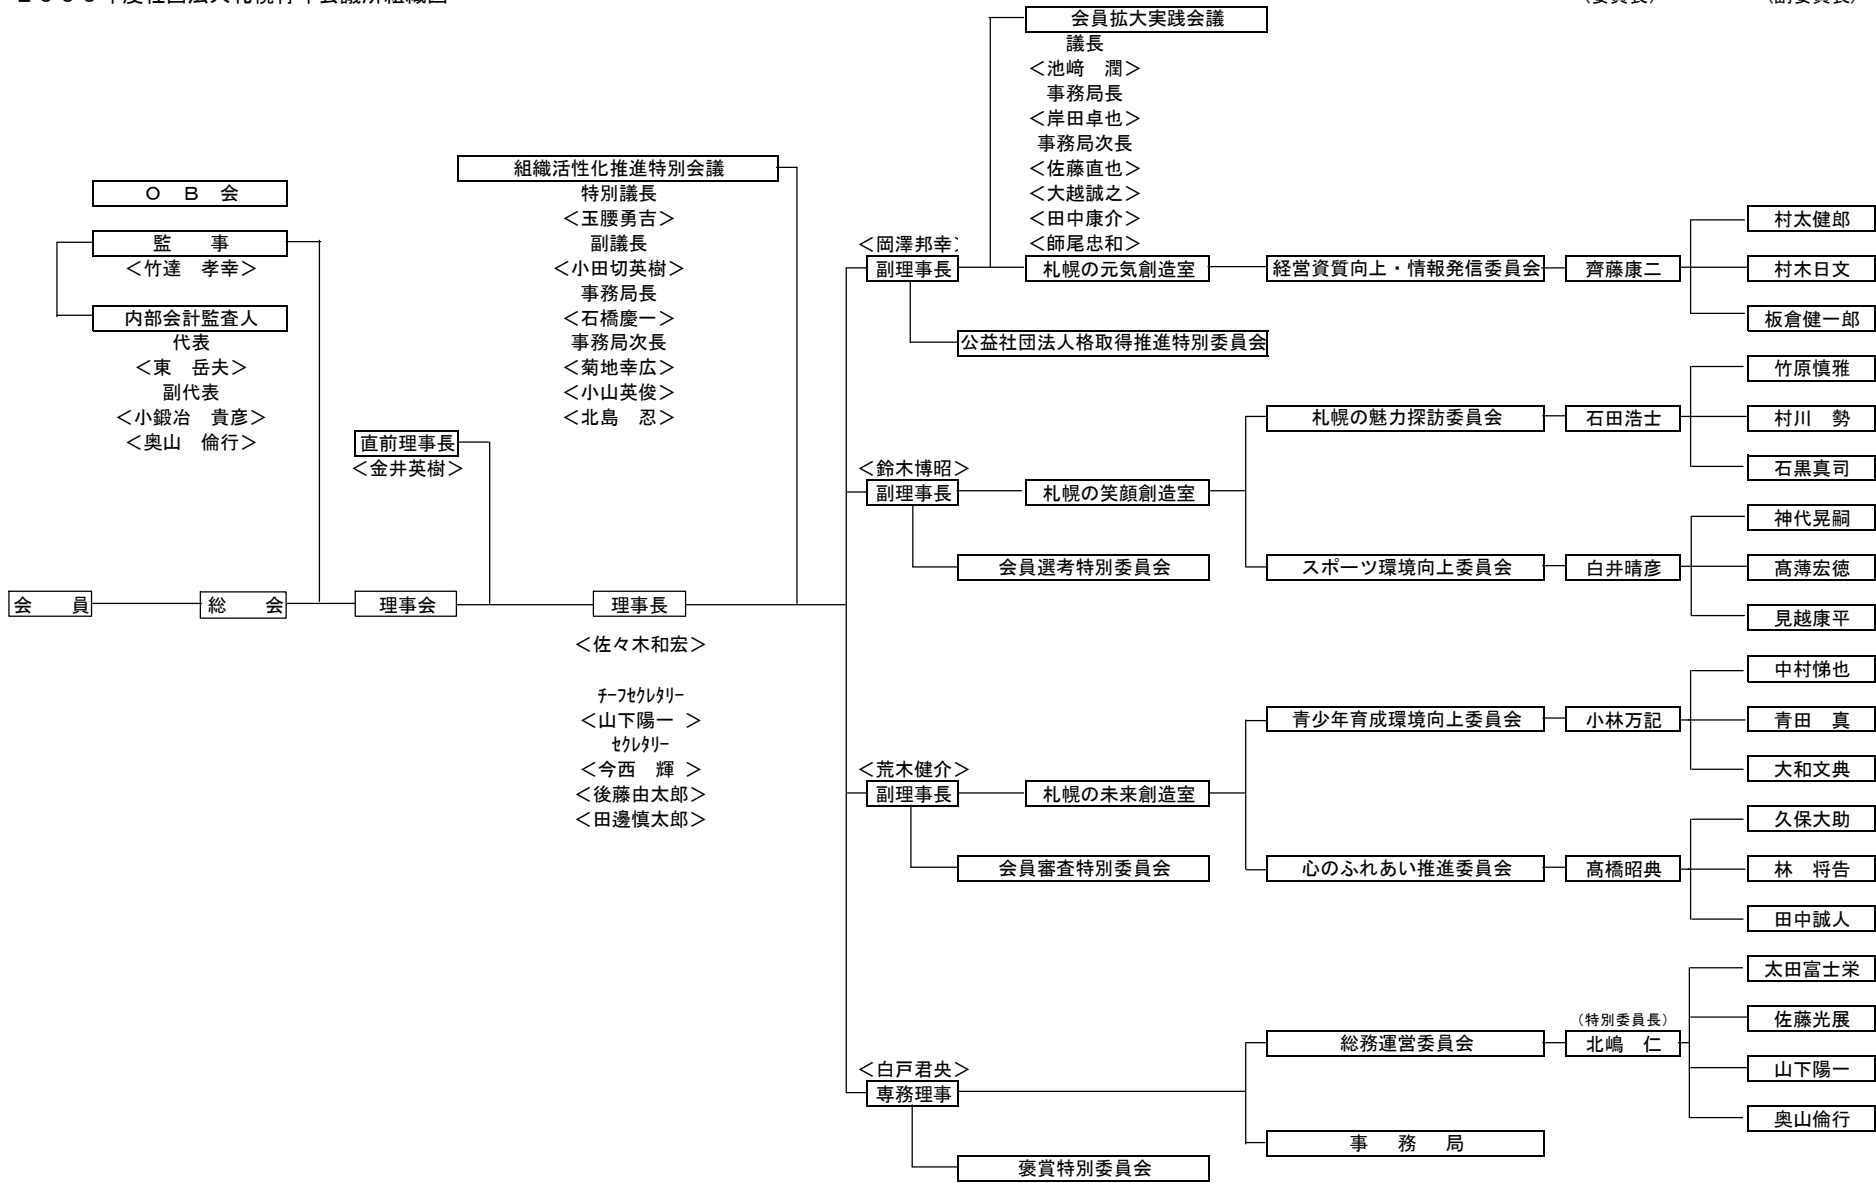 会員拡大実践会議
議長
＜池﨑　潤＞
事務局長
＜岸田卓也＞
事務局次長
＜佐藤直也＞
＜大越誠之＞
＜田中康介＞
＜師尾忠和＞
組織活性化推進特別会議
特別議長
＜玉腰勇吉＞
副議長
＜小田切英樹＞
事務局長
＜石橋慶一＞
事務局次長
＜菊地幸広＞
＜小山英俊＞
＜北島　忍＞
Ｏ　Ｂ　会
監　　事
＜竹達　孝幸＞
内部会計監査人
代表
＜東　岳夫＞
副代表
＜小鍛冶　貴彦＞
＜奥山　倫行＞
直前理事長
＜金井英樹＞
会　　員
総　　会
理事会
理事長
＜佐々木和宏＞
ﾁｰﾌｾｸﾚﾀﾘｰ
＜山下陽一 ＞
ｾｸﾚﾀﾘｰ
＜今西　輝 ＞
＜後藤由太郎＞
＜田邊慎太郎＞
＜岡澤邦幸
副理事長
札幌の元気創造室
経営資質向上・情報発信委員会
齊藤康二
村太健郎
村木日文
板倉健一郎
公益社団法人格取得推進特別委員会
＜鈴木博昭＞
副理事長
札幌の笑顔創造室
札幌の魅力探訪委員会
石田浩士
竹原慎雅
村川　勢
石黒真司
スポーツ環境向上委員会
白井晴彦
神代晃嗣
髙薄宏徳
見越康平
会員選考特別委員会
＜荒木健介＞
副理事長
札幌の未来創造室
青少年育成環境向上委員会
小林万記
中村悌也
青田　真
大和文典
心のふれあい推進委員会
髙橋昭典
久保大助
林　将告
田中誠人
会員審査特別委員会
＜白戸君央＞
専務理事
総務運営委員会
（特別委員長）
北嶋　仁
太田富士栄
佐藤光展
山下陽一
奥山倫行
事　務　局
褒賞特別委員会